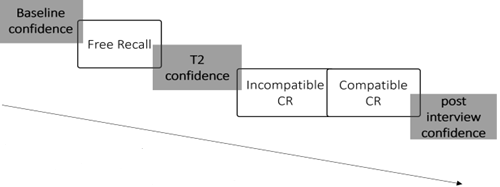 Baseline
confidence
Free Recall
T2
confidence
Incompatible
CR
Compatible
CR
post
interview
confidence